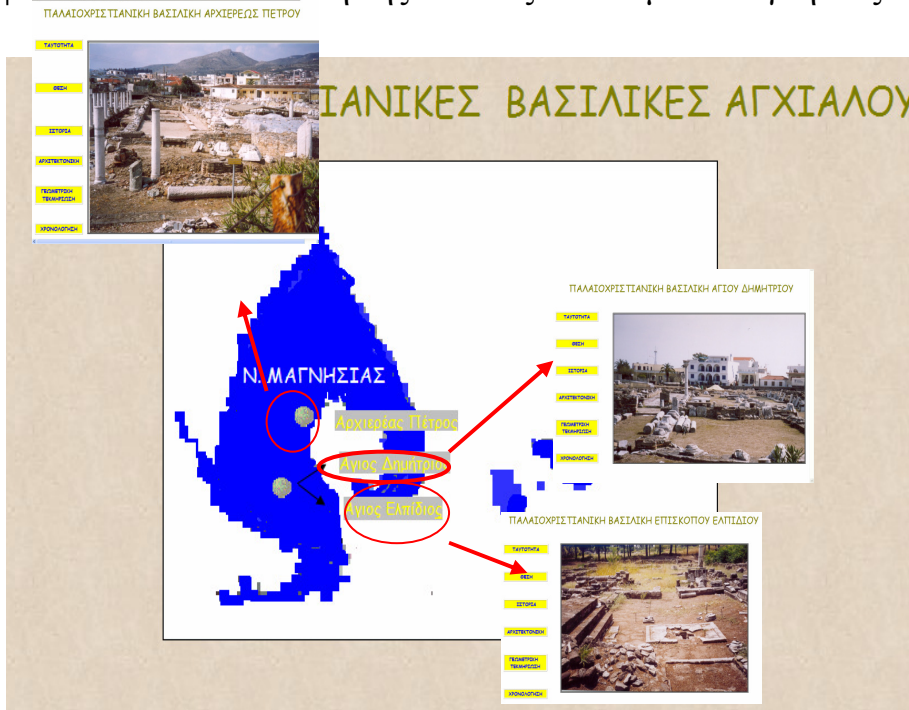 ΠΑΛΑΙΟΧΡΙΣΤΙΑΝΙΚΗ ΒΑΣΙΛΙΚΗ ΑΡΧΙΕΡΕΩΣ ΠΕΤΡΟΥ
ΤΑΥΤΟΤΗΤΑ
ΘΕΣΗ
ΙΣΤΟΡΙΑ
ΑΡΧΙΤΕΚΤΟΝΙΚΗ
ΓΕΩΜΕΤΡΙΚΗ
ΤΕΚΜΗΡΙΩΣΗ
ΧΡΟΝΟΛΟΓΗΣΗ
ΙΑΝΙΚΕΣ ΒΑΣΙΛΙΚΕΣ ΑΓΧΙΑΛΟΥ
Ν. ΜΑΓΝΗΣΙΑΣ
Αρχιερέας Πέτρος
Αγιος Δημήτριο
Αγιος Ελπίδιος
ΠΑΛΑΙΟΧΡΙΣΤΙΑΝΙΚΗ ΒΑΣΙΛΙΚΗ ΑΓΙΟΥ ΔΗΜΗΤΡΙΟΥ
ΤΑΥΤΟΤΗΤΑ
ΘΕΣΗ
ΙΣΤΟΡΙΑ
ΑΡΧΙΤΕΚΤΟΝΙΚΗ
ΓΕΩΜΕΤΡΙΚΗ
ΤΕΚΜΗΡΙΩΣΗ
ΧΡΟΝΟΛΟΓΗΣΗ
ΠΑΛΑΙΟΧΡΙΣΤΙΑΝΙΚΗ ΒΑΣΙΛΙΚΗ ΕΠΙΣΚΟΠΟΥ ΕΛΠΙΔΙΟΥ
ΤΑΥΤΟΤΗΤΑ
ΘΕΣΗ
ΙΣΤΟΡΙΑ
ΑΡΧΙΤΕΚΤΟΝΙΚΗ
ΓΕΩΜΕΤΡΙΚΗ
ΤΕΚΜΗΡΙΩΣΗ
ΧΡΟΝΟΛΟΓΗΣΗ